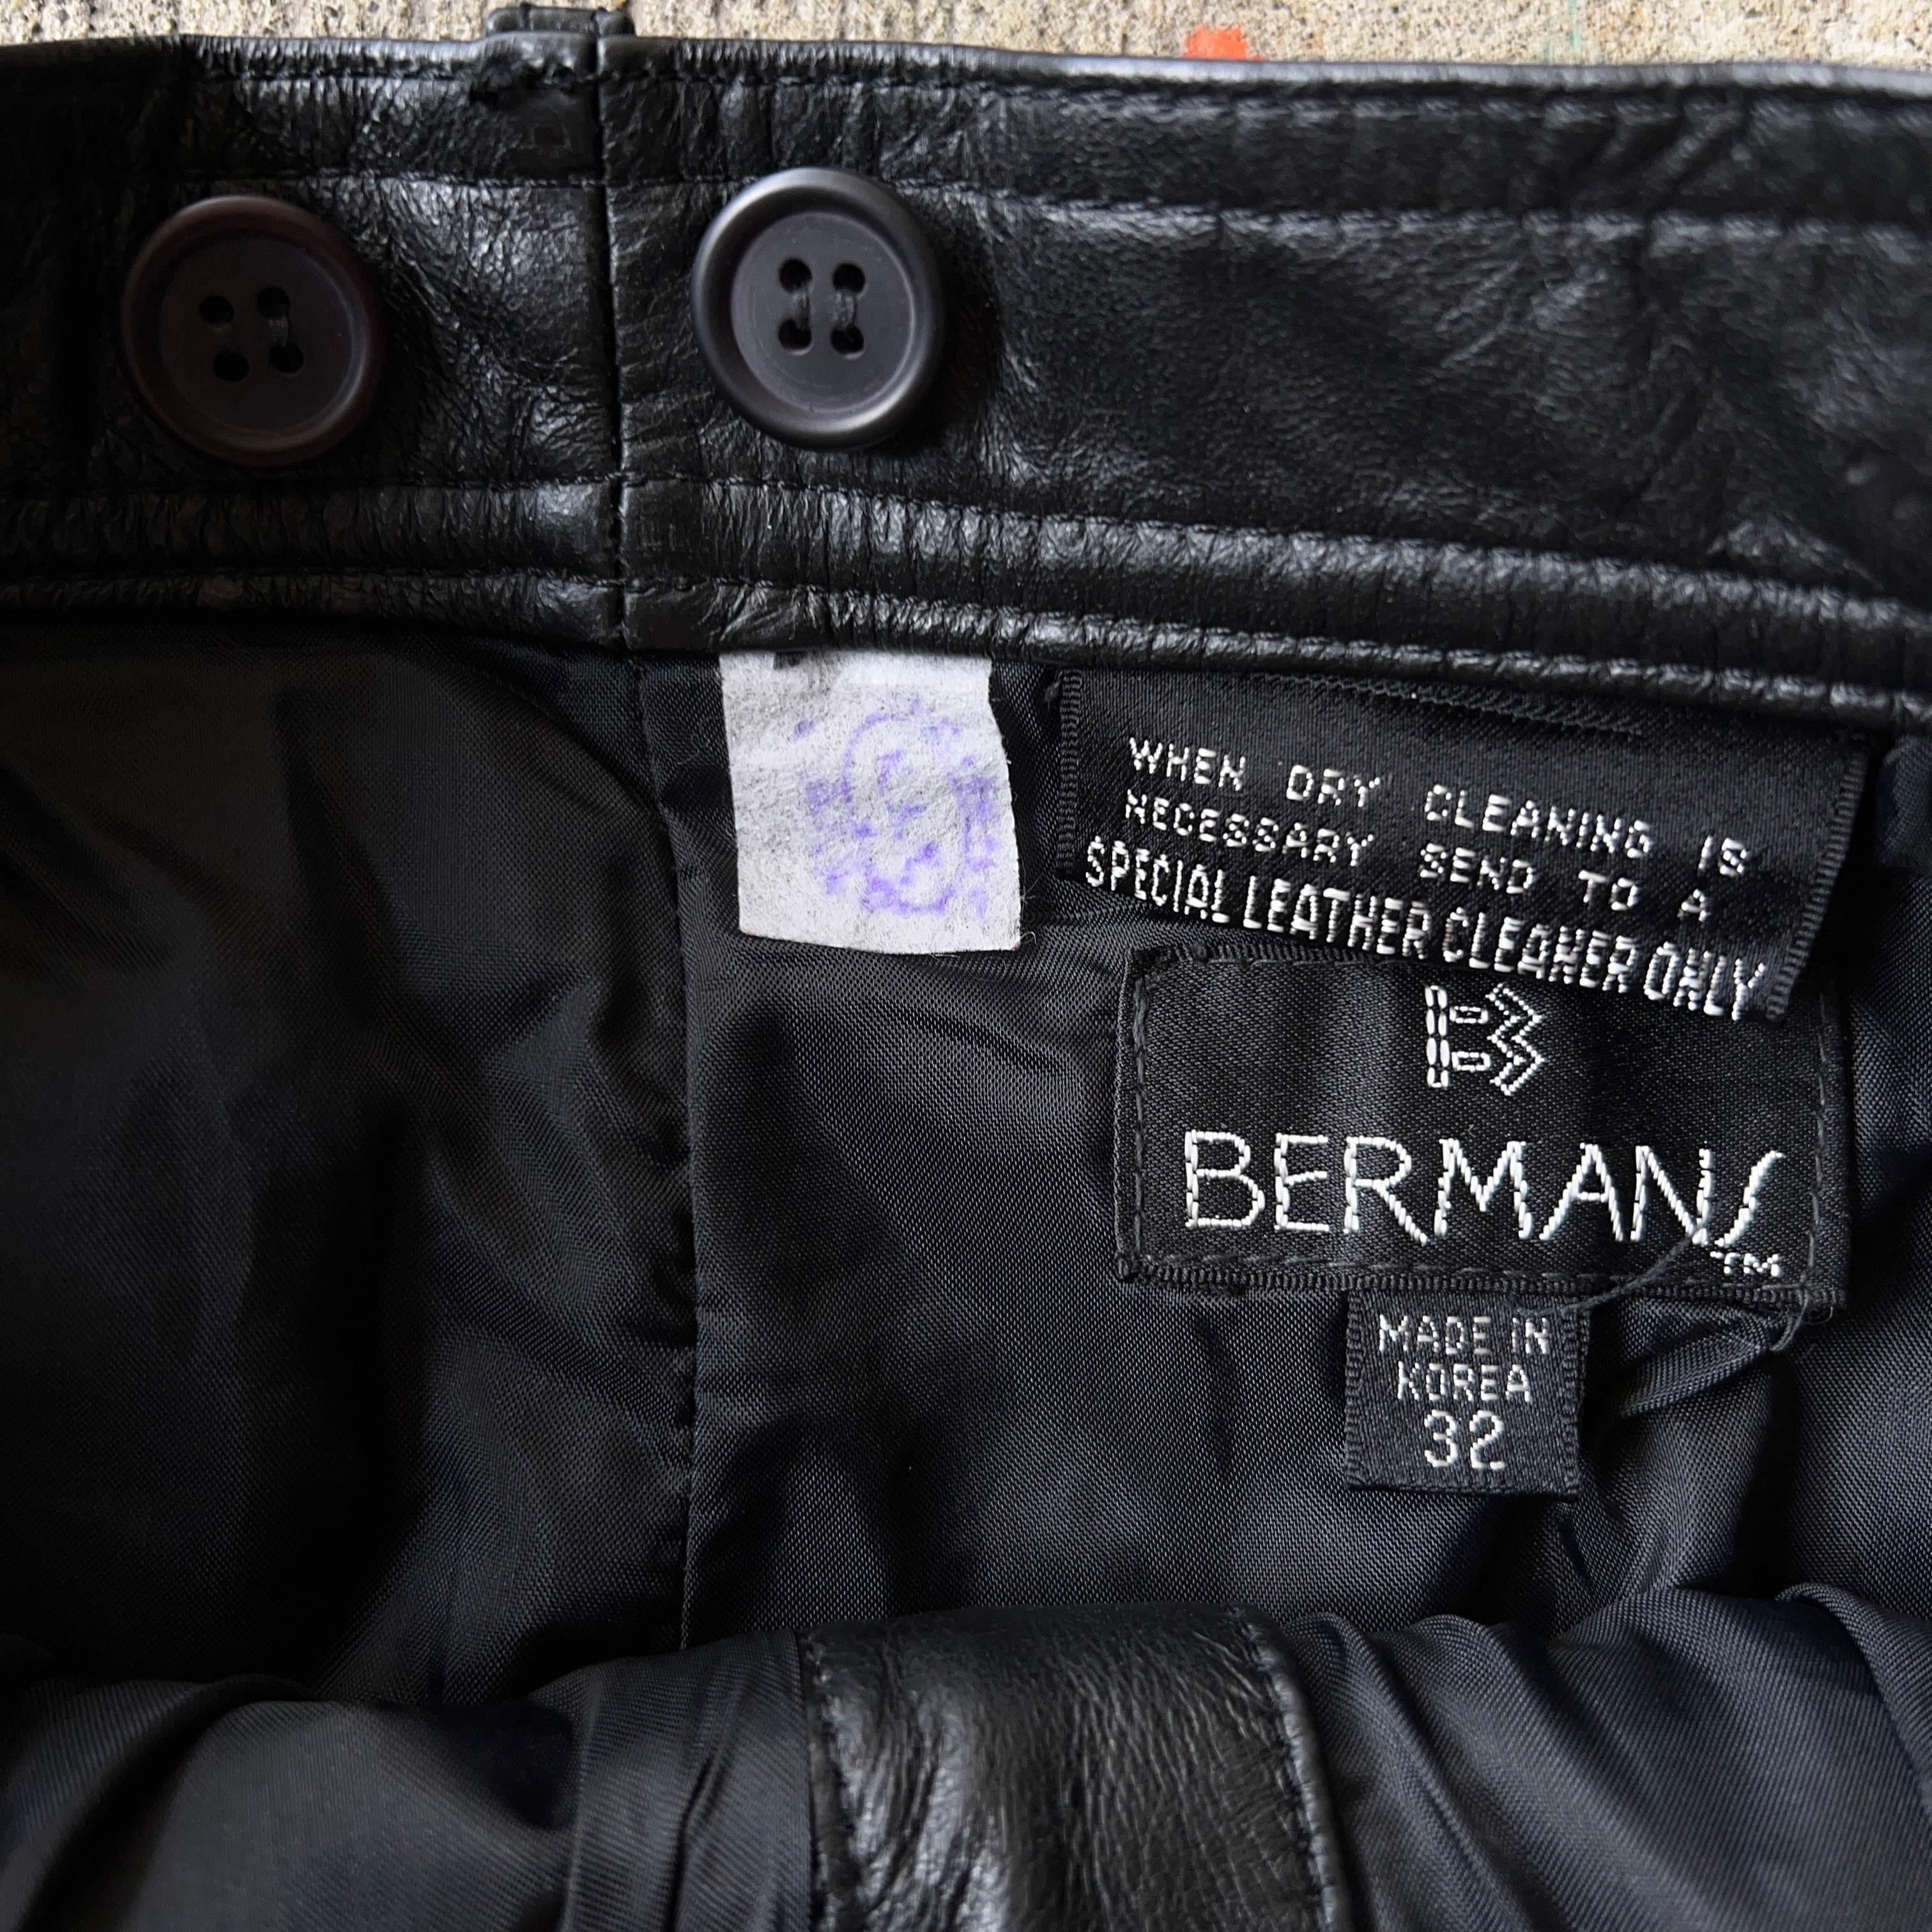 WHEN DRY CLEANING IS
NECESSARY SEND TO A
SPECIAL LEATHER CLEANER ONLY
B
BERMANS
TM
MADE IN
KOREA
32